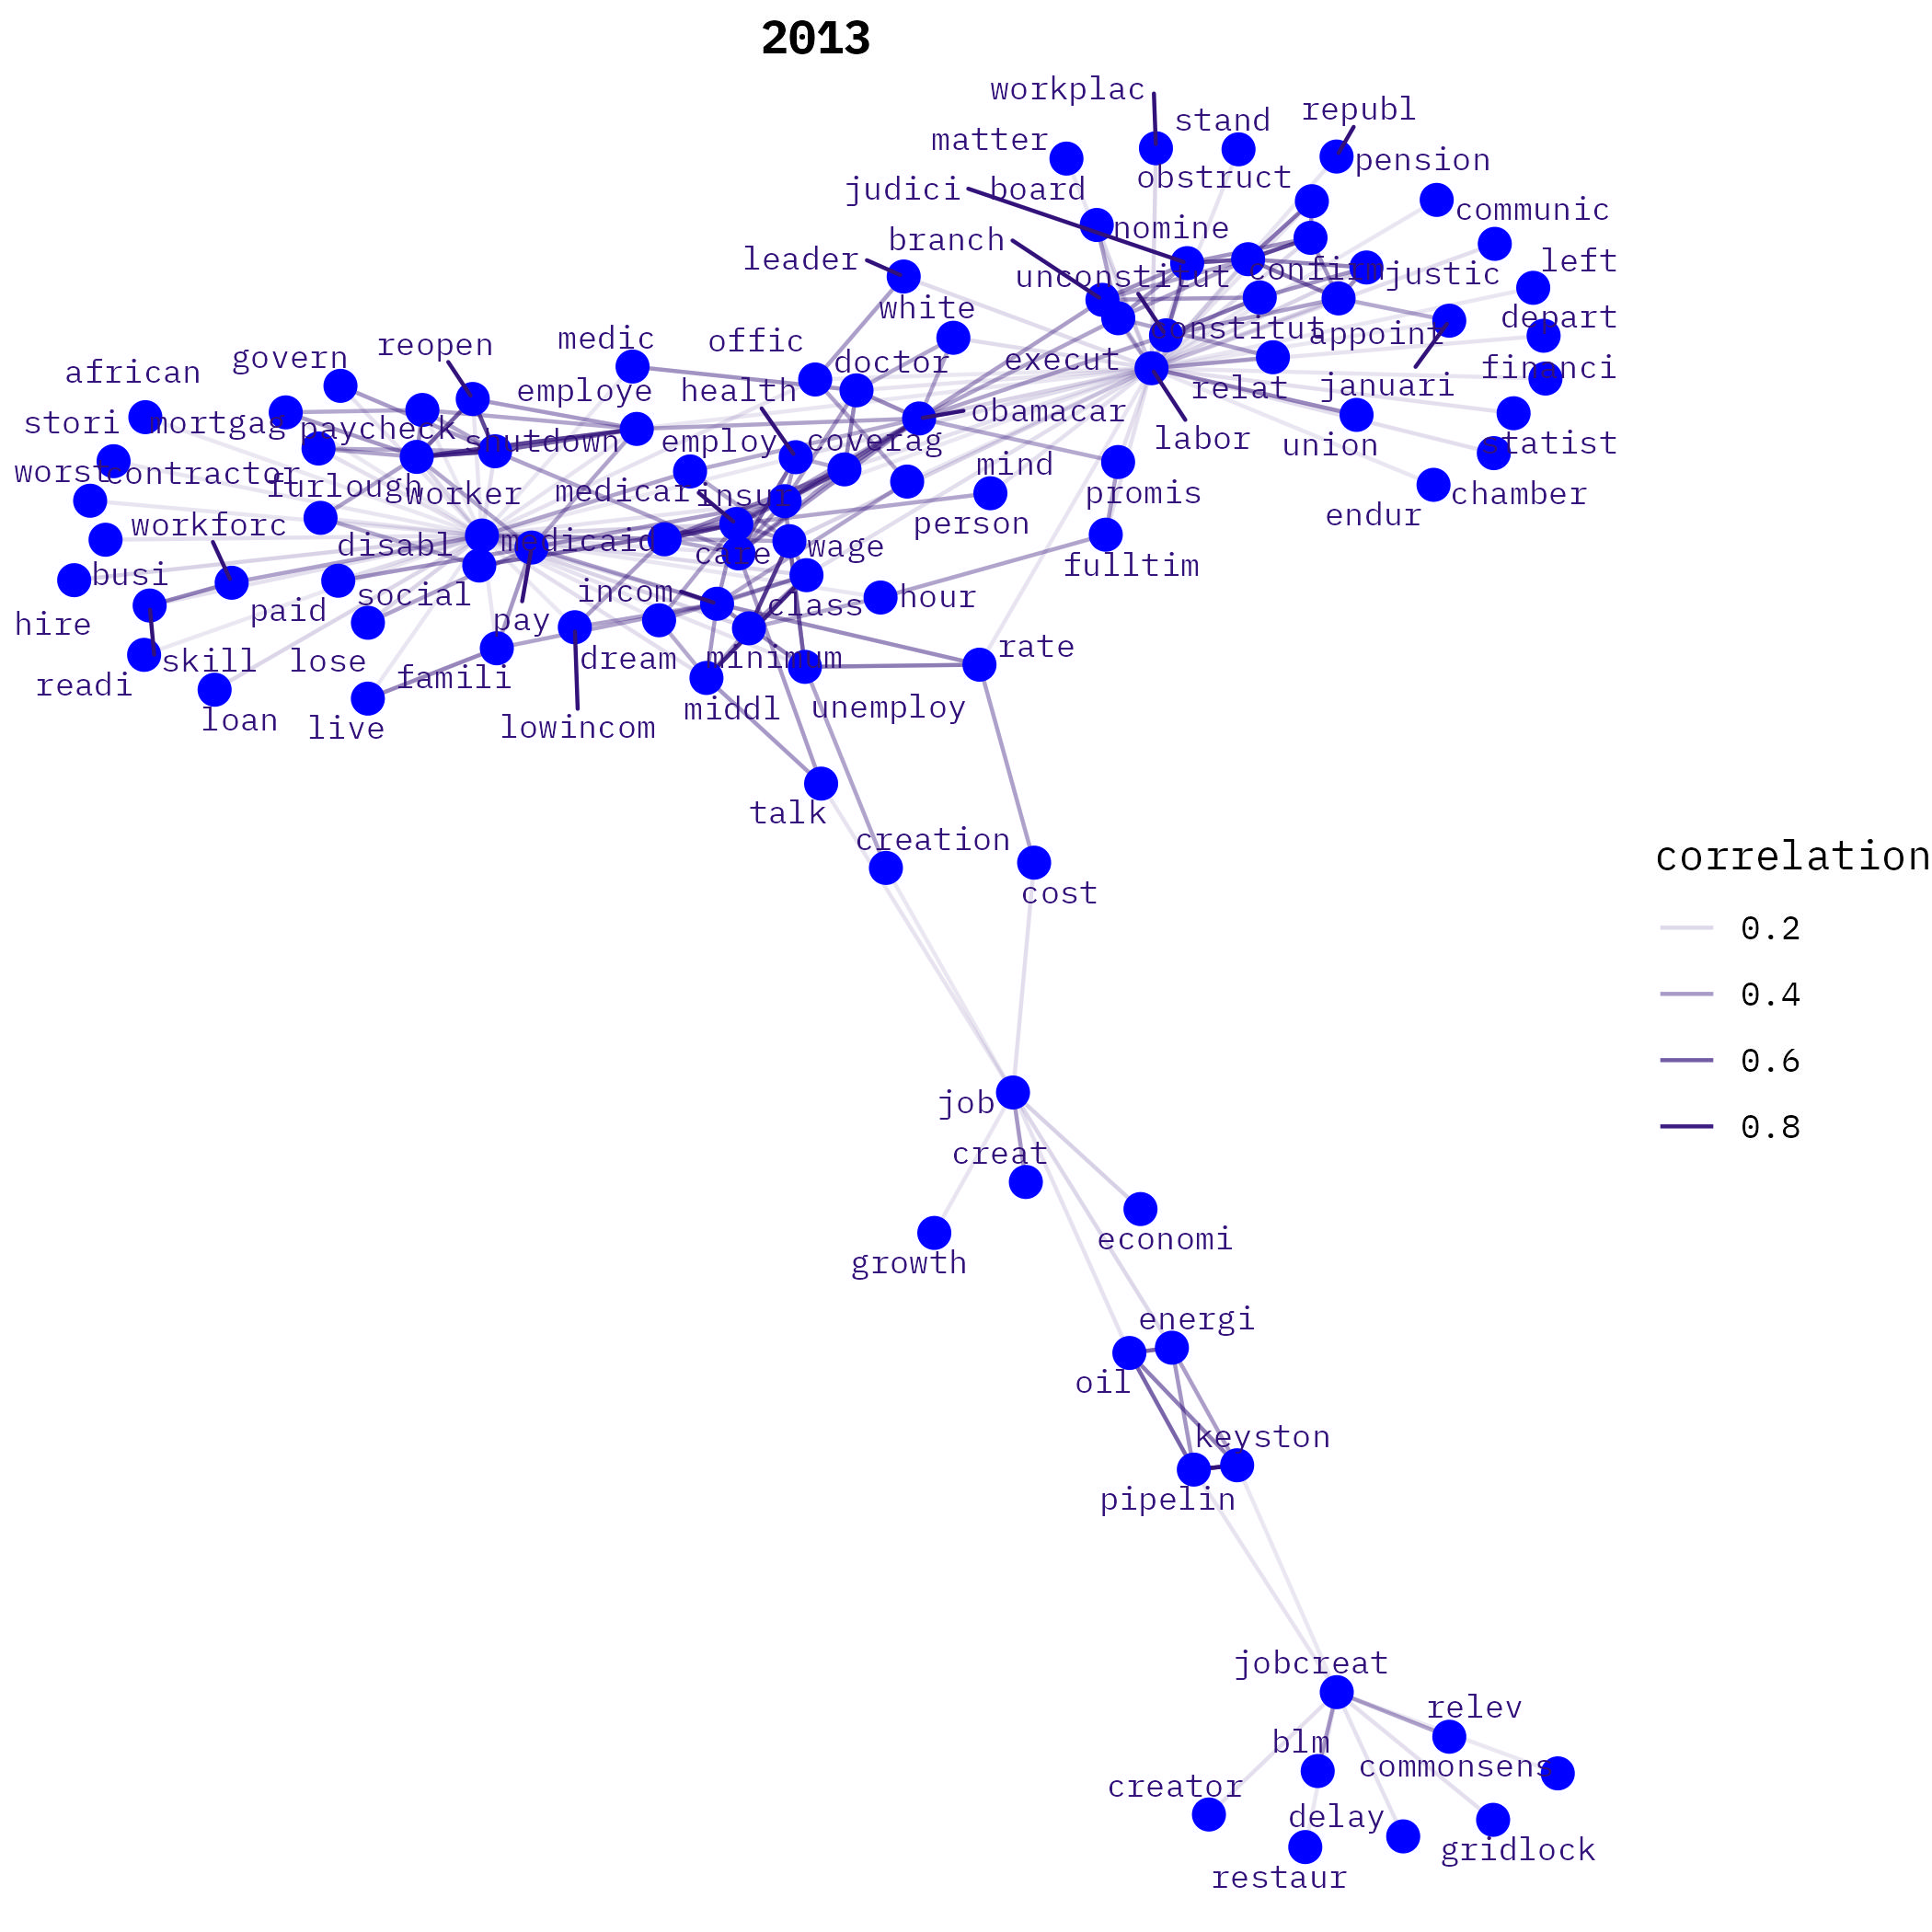 2013
workplac
repabl
stand
matter
obstruct
pension
judici
board
communic
nomine
branch
leader
left
unconstitut
confirm
justic
white
depart
constitut
appoint
medic
offic
reopen
govern
doctor
execut
financi
african
employe
health
relat
januari
obamacar
stori
mortgag
paycheck
shutdown
employ
coverag
labor
union
statist
worst
contractor
furlough
worker
medicar
insur
mind
promis
chamber
endur
workforc
disabl
medicaid
care
wage
person
fulltim
busi
social
incom
class
hour
paid
pay
hire
rate
skill
lose
famili
dream
minimum
readi
loan
live
lowincom
middl
unemploy
talk
creation
cost
correlation
0.2
0.4
0.6
0.8
job
creat
economi
growth
energi
oil
keyston
pipelin
jobcreat
relev
blm
commonsens
creator
delay
gridlock
restaur